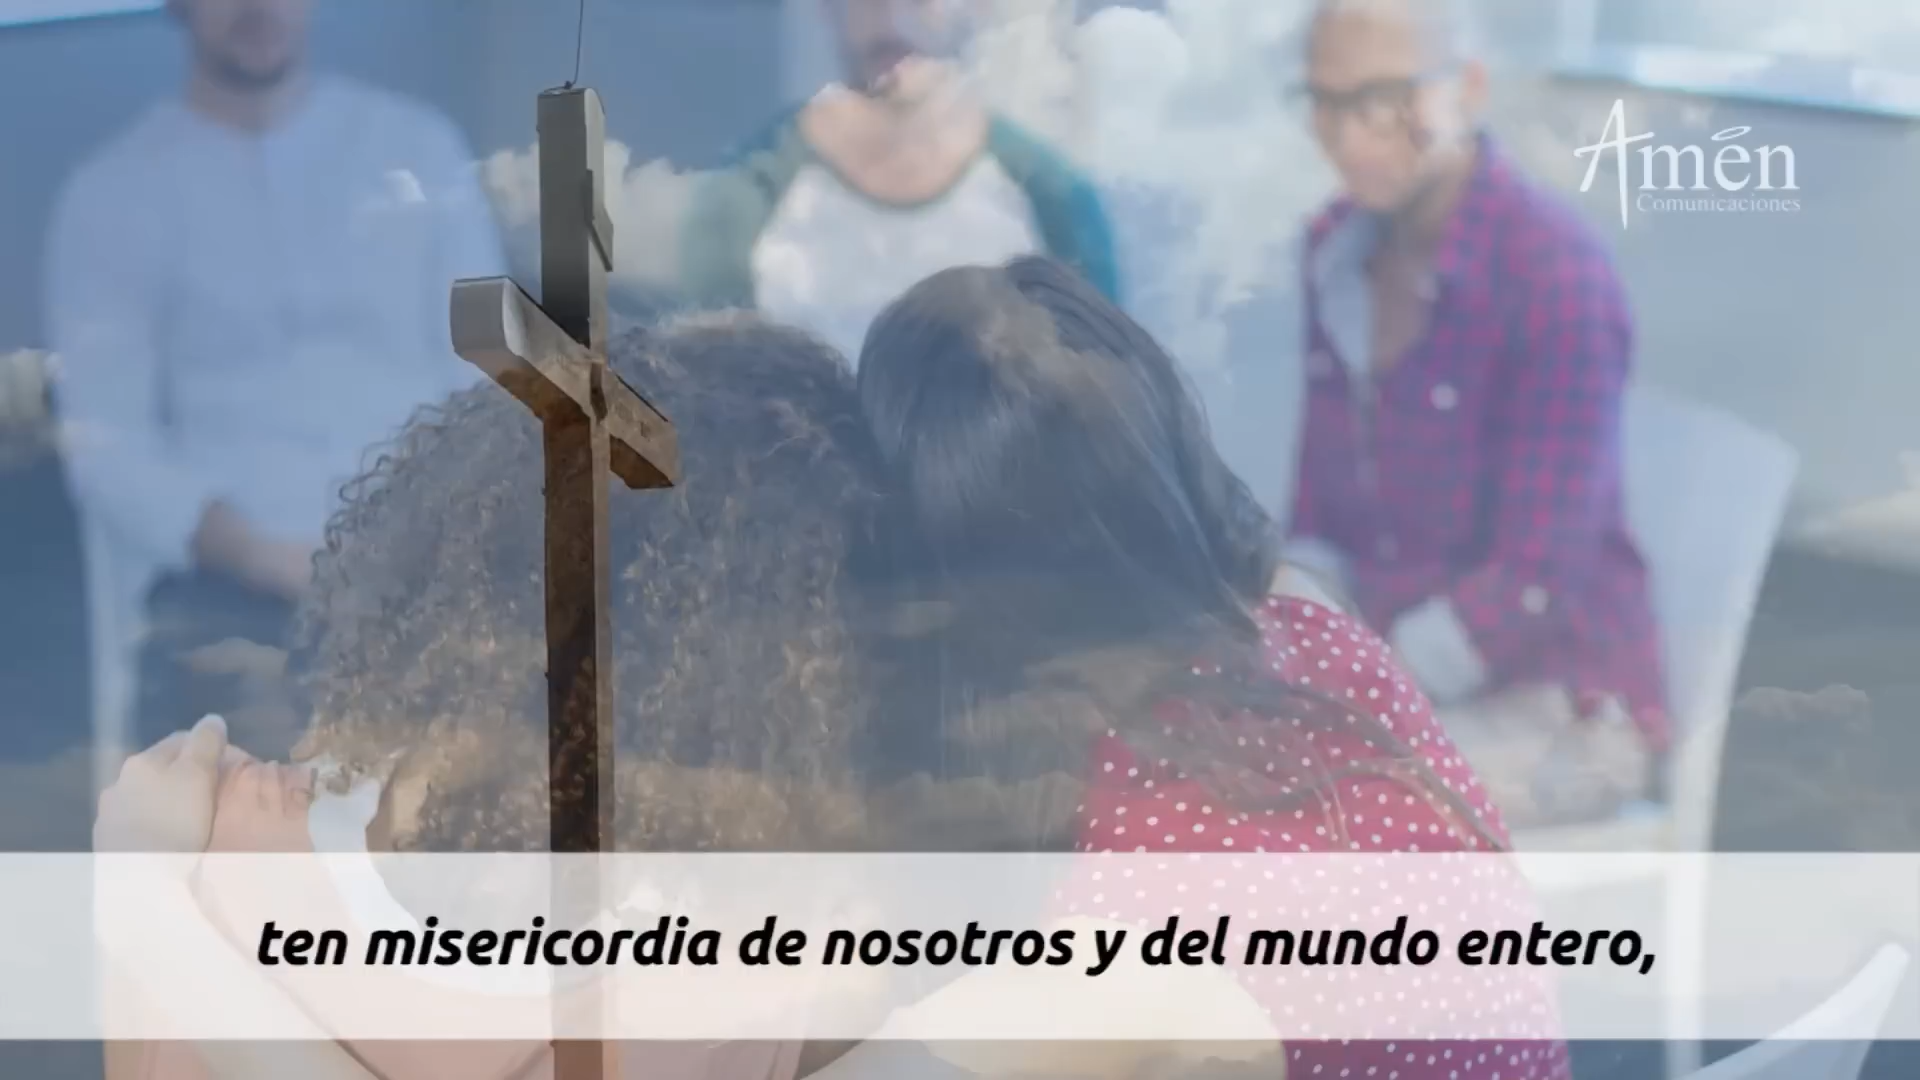 Amén
Comunicaciones
ten misericordia de nosotros y del mundo entero,